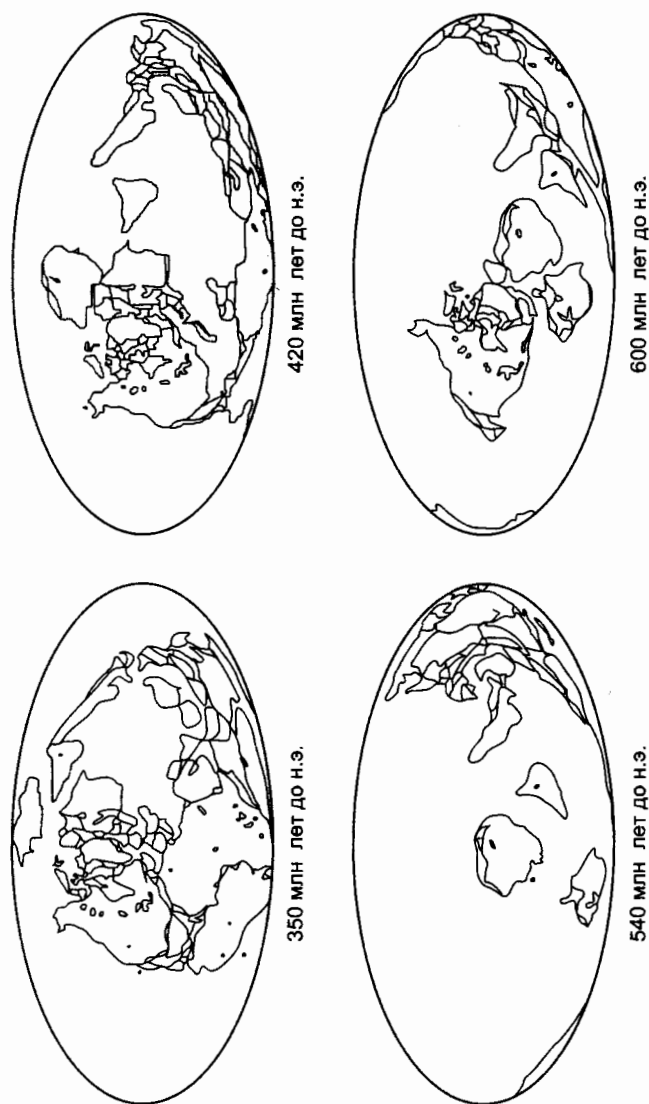 350 млн лет до н.э.
420 млн лет до н.э.
540 млн лет до н.э.
600 млн лет до н.э.